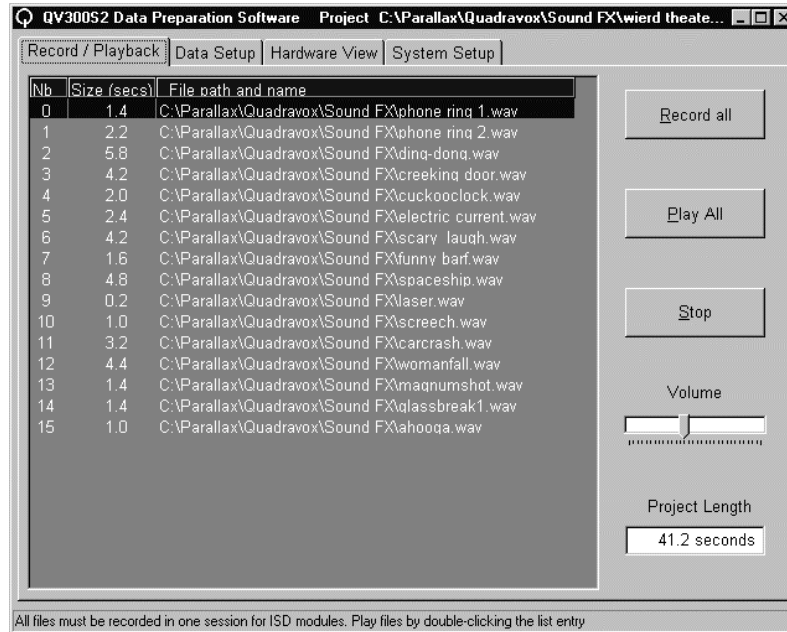 QV300S2 Data Preparation Software Project C:\Parallax\Quadravox\Sound FX\wierd theate...
Record / Playback Data Setup Hardware View System Setup
Nb Size (secs) File path and name
0 1.4 C:\Parallax\Quadravox\Sound FX\phone ring 1.wav
1 2.2 C:\Parallax\Quadravox\Sound FX\phone ring 2.wav
2 5.8 C:\Parallax\Quadravox\Sound FX\ding-dong.wav
3 4.2 C:\Parallax\Quadravox\Sound FX\creeking door.wav
4 2.0 C:\Parallax\Quadravox\Sound FX\cuckooclock.wav
5 2.4 C:\Parallax\Quadravox\Sound FX\electric current.wav
6 4.2 C:\Parallax\Quadravox\Sound FX\scary laugh.wav
7 1.6 C:\Parallax\Quadravox\Sound FX\funny barf.wav
8 4.8 C:\Parallax\Quadravox\Sound FX\spaceship.wav
9 0.2 C:\Parallax\Quadravox\Sound FX\laser.wav
10 1.0 C:\Parallax\Quadravox\Sound FX\screech.wav
11 3.2 C:\Parallax\Quadravox\Sound FX\carcrash.wav
12 4.4 C:\Parallax\Quadravox\Sound FX\womanfall.wav
13 1.4 C:\Parallax\Quadravox\Sound FX\magnumshot.wav
14 1.4 C:\Parallax\Quadravox\Sound FX\glassbreak1.wav
15 1.0 C:\Parallax\Quadravox\Sound FX\ahooga.wav
Record all
Play All
Stop
Volume
Project Length
41.2 seconds
All files must be recorded in one session for ISD modules. Play files by double-clicking the list entry